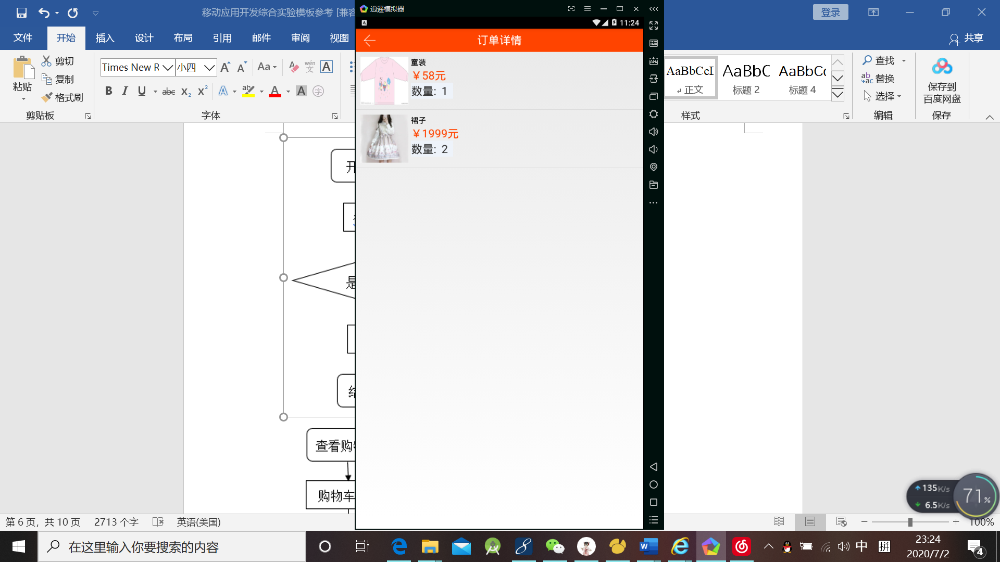 移动应用开发综合实验模板参考 [兼容
登录
文件
开始
插入
设计
布局
引用
邮件
审阅
视图
共享
粘贴
剪切
复制
格式刷
剪贴板
Times New R
小四
字体
AaBbCcI
正文
AaBbC
标题 2
AaBbCc
标题 4
样式
查找
替换
选择
编辑
保存到
百度网盘
保存
逍遥模拟器
11:24
订单详情
童装
￥58元
数量: 1
裙子
￥1999元
数量: 2
开
是
查看购
购物车
135K/s
6.5K/s
71%
第 6 页，共 10 页
2713 个字
英语(美国)
100%
在这里输入你要搜索的内容
中
拼
23:24
2020/7/2
4